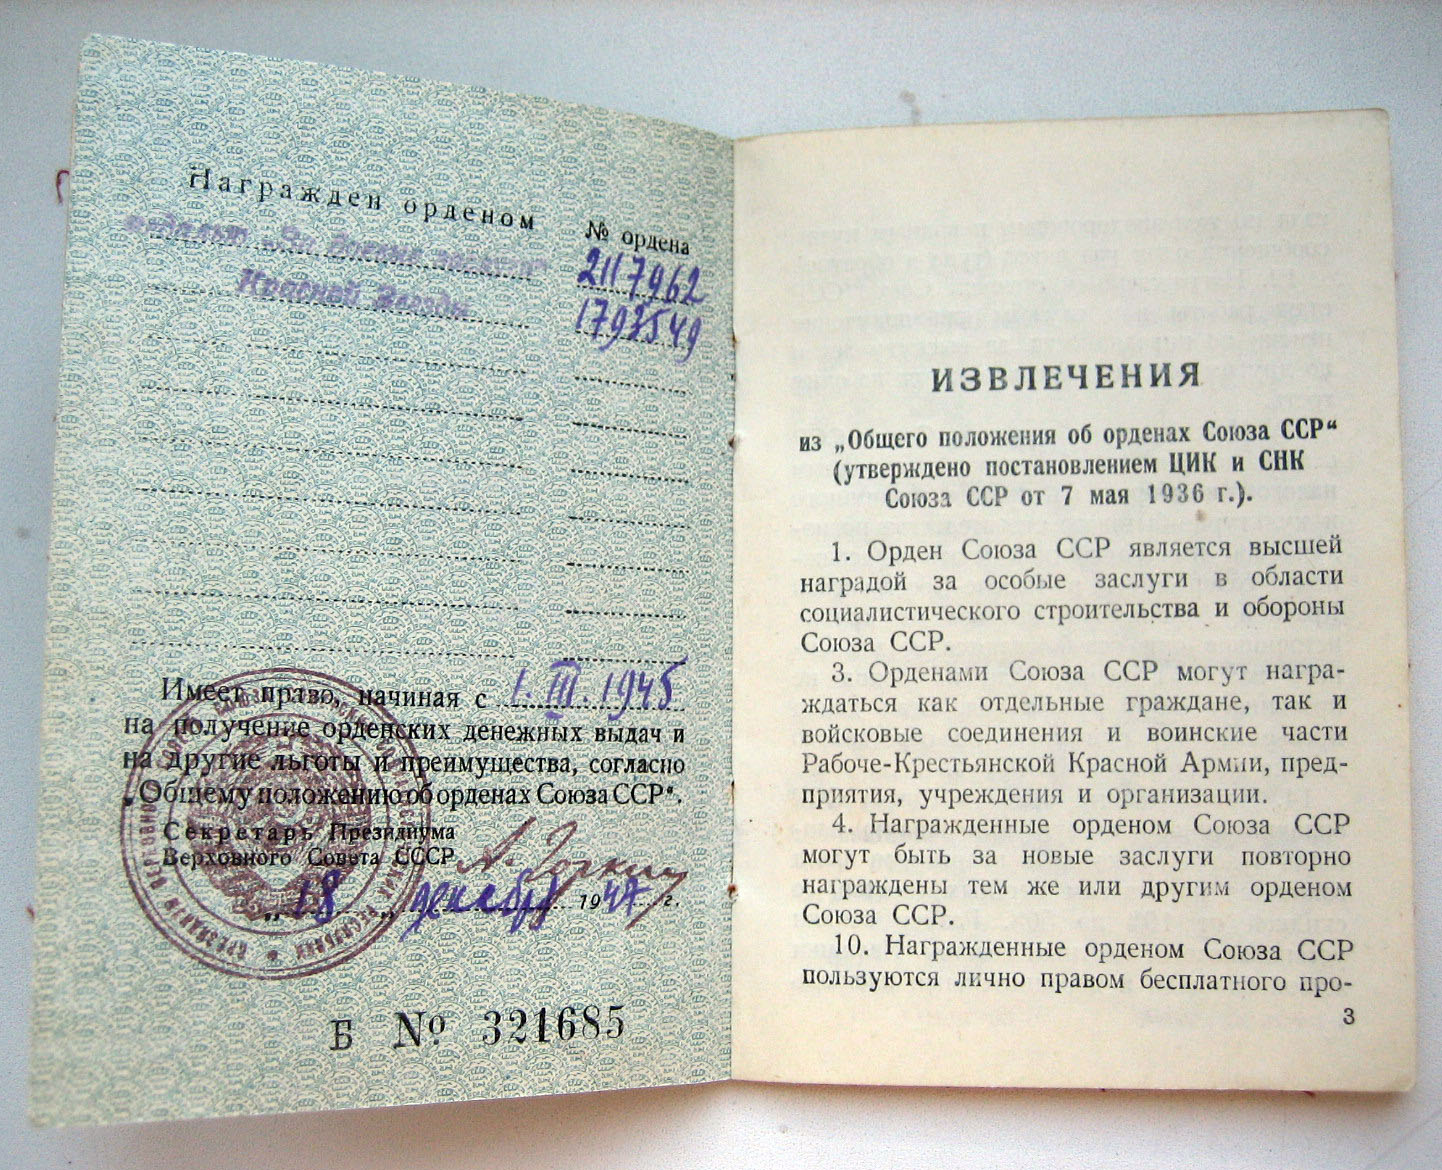 Награжден орденом
№ ордена
медалью „За боевые заслуги"
2117962
Красной Звезды
1793549
Имеет право, начиная с 1.III.1945
на получение орденских денежных выдач и
на другие льготы и преимущества, согласно
„Общему положению об орденах Союза ССР".
Секретарь Президиума
Верховного Совета СССР
А. Горкин
„18„ декабря 1947 г.
Б № 321685
ИЗВЛЕЧЕНИЯ
из „Общего положения об орденах Союза ССР“
(утверждено постановлением ЦИК и СНК
Союза ССР от 7 мая 1936 г.).
1. Орден Союза ССР является высшей
наградой за особые заслуги в области
социалистического строительства и обороны
Союза ССР.
3. Орденами Союза ССР могут награ-
ждаться как отдельные граждане, так и
войсковые соединения и воинские части
Рабоче-Крестьянской Красной Армии, пред-
приятия, учреждения и организации.
4. Награжденные орденом Союза ССР
могут быть за новые заслуги повторно
награждены тем же или другим орденом
Союза ССР.
10. Награжденные орденом Союза ССР
пользуются лично правом бесплатного про-
3